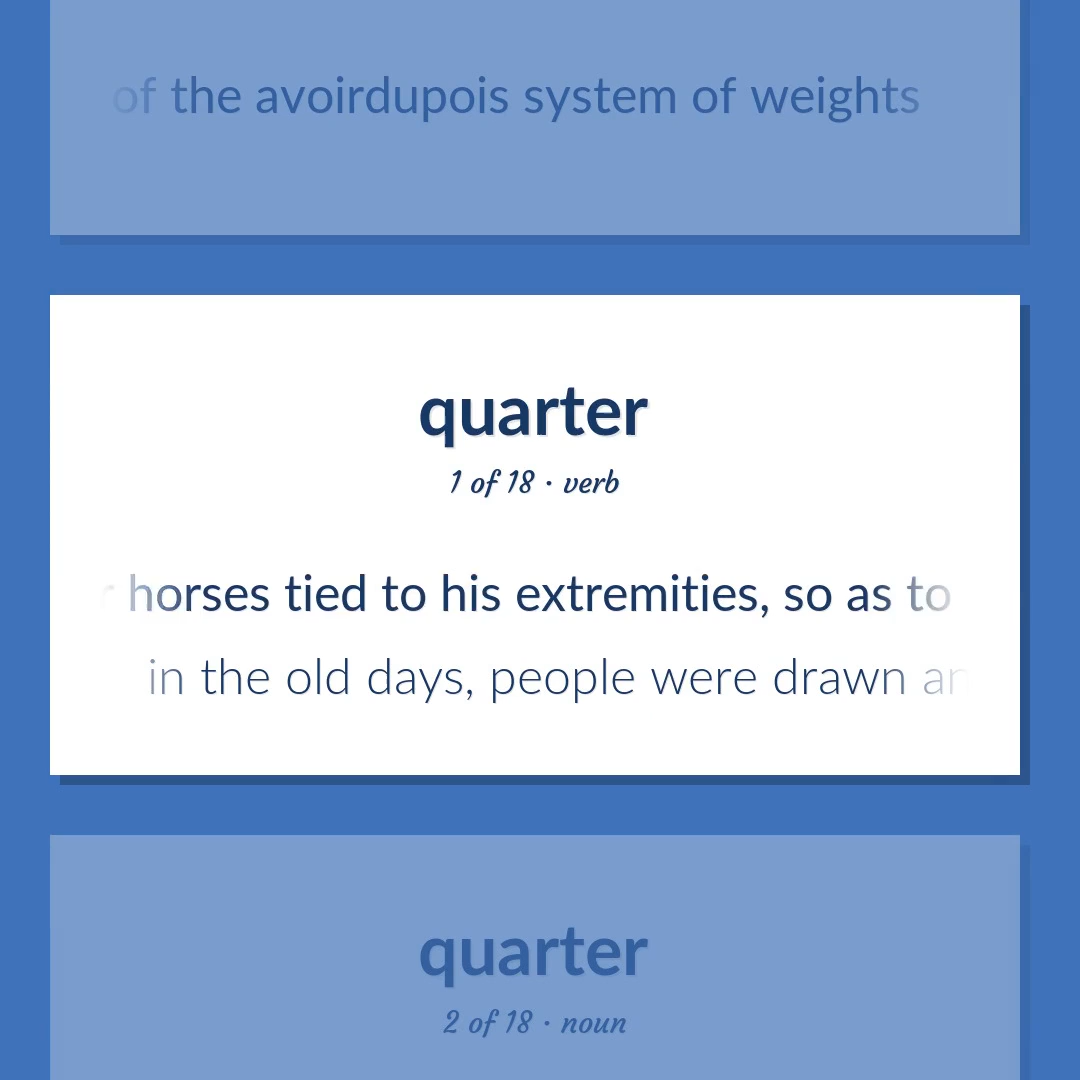 of the avoirdupois system of weights
quarter
1 of 18 · verb
horses tied to his extremities, so as to
in the old days, people were drawn
quarter
2 of 18 · noun